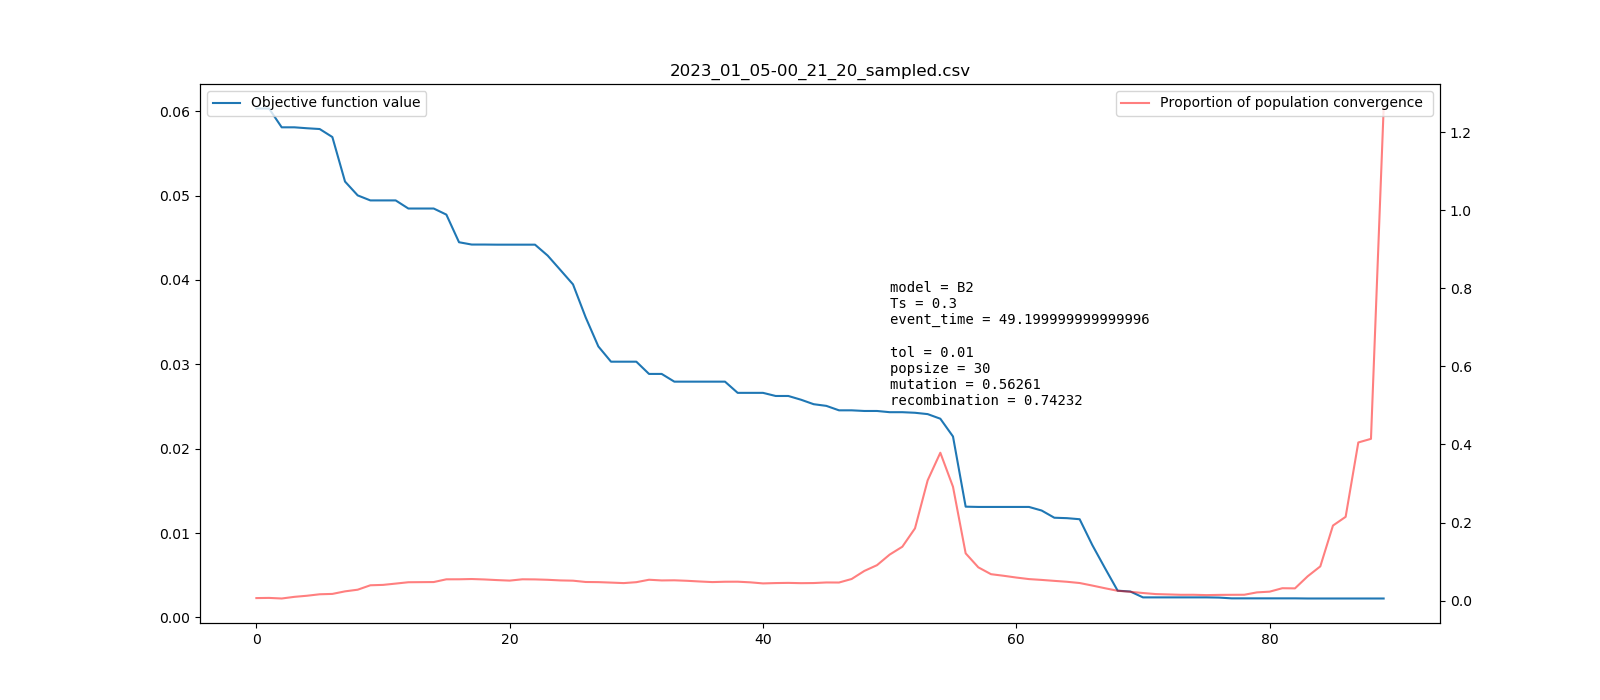 2023_01_05-00_21_20_sampled.csv
Objective function value
Proportion of population convergence
0.06
0.05
0.04
0.03
0.02
0.01
0.00
1.2
1.0
0.8
0.6
0.4
0.2
0.0
model = B2
Ts = 0.3
event_time = 49.199999999999996
tol = 0.01
popsize = 30
mutation = 0.56261
recombination = 0.74232
0
20
40
60
80